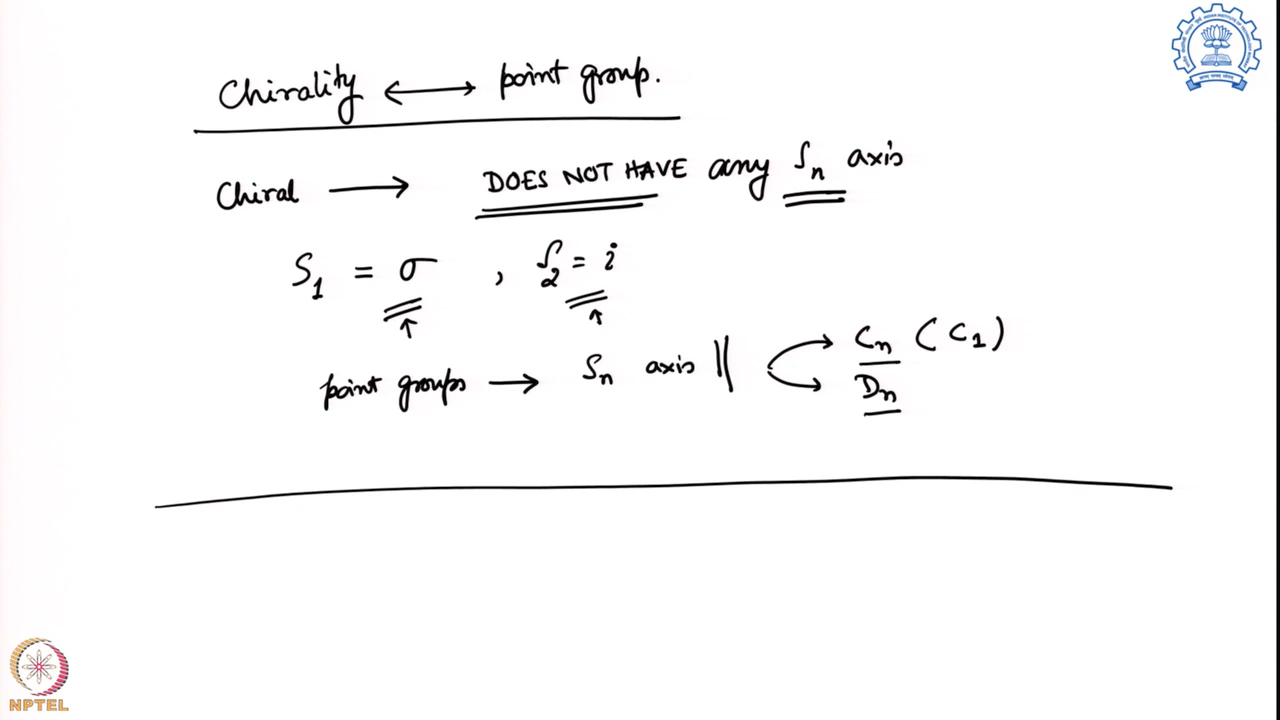 Chirality ⟷ point group.
Chiral ⟶ DOES NOT HAVE any Sₙ axis
S₁ = σ , S₂ = i
point groups → Sₙ axis || Cₙ (C₁)
Dₙ
NPTEL